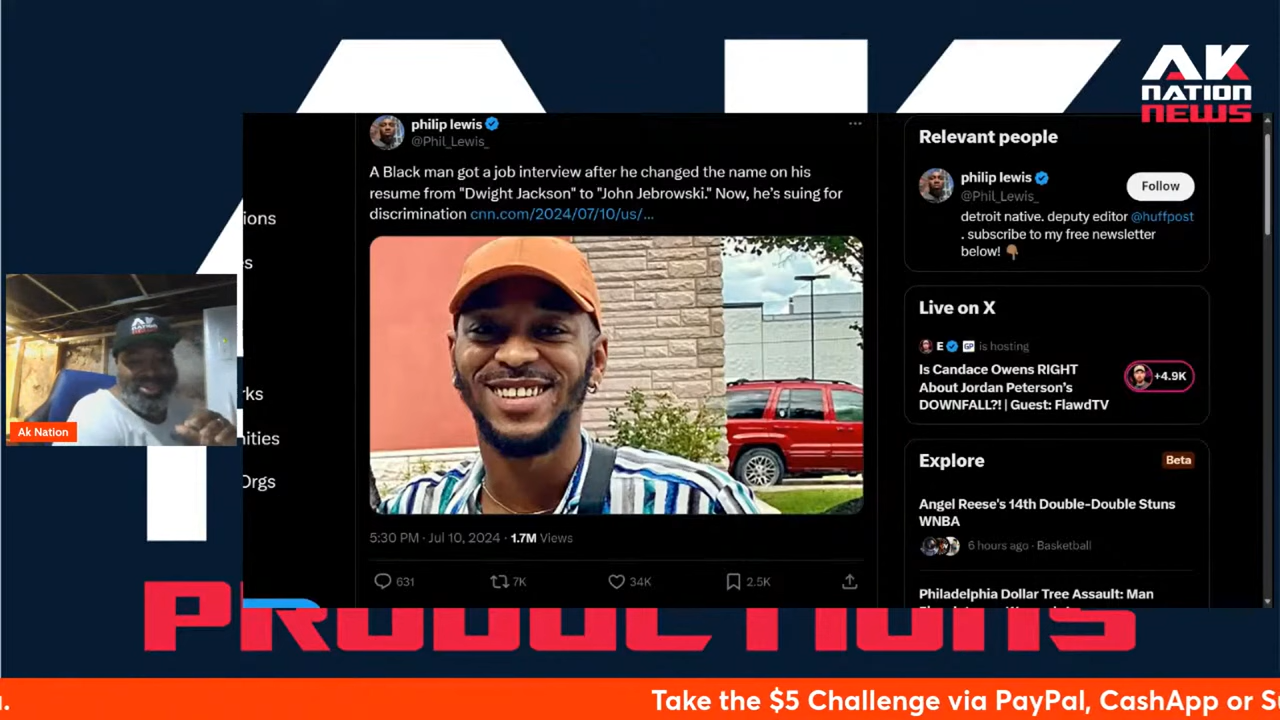 AK
NATION
NEWS
philip lewis
@Phil_Lewis_
A Black man got a job interview after he changed the name on his
resume from "Dwight Jackson" to "John Jebrowski." Now, he's suing for
discrimination cnn.com/2024/07/10/us/...
5:30 PM · Jul 10, 2024 · 1.7M Views
631
7K
34K
2.5K
ions
s
rks
nities
Orgs
Relevant people
philip lewis
@Phil_Lewis_
Follow
detroit native. deputy editor @huffpost
. subscribe to my free newsletter
below!
Live on X
E GP is hosting
Is Candace Owens RIGHT
About Jordan Peterson's
DOWNFALL?! | Guest: FlawdTV
+4.9K
Explore
Beta
Angel Reese's 14th Double-Double Stuns
WNBA
6 hours ago · Basketball
Philadelphia Dollar Tree Assault: Man
AK
NATION
Ak Nation
PRODUCTIONS
. Take the $5 Challenge via PayPal, CashApp or S